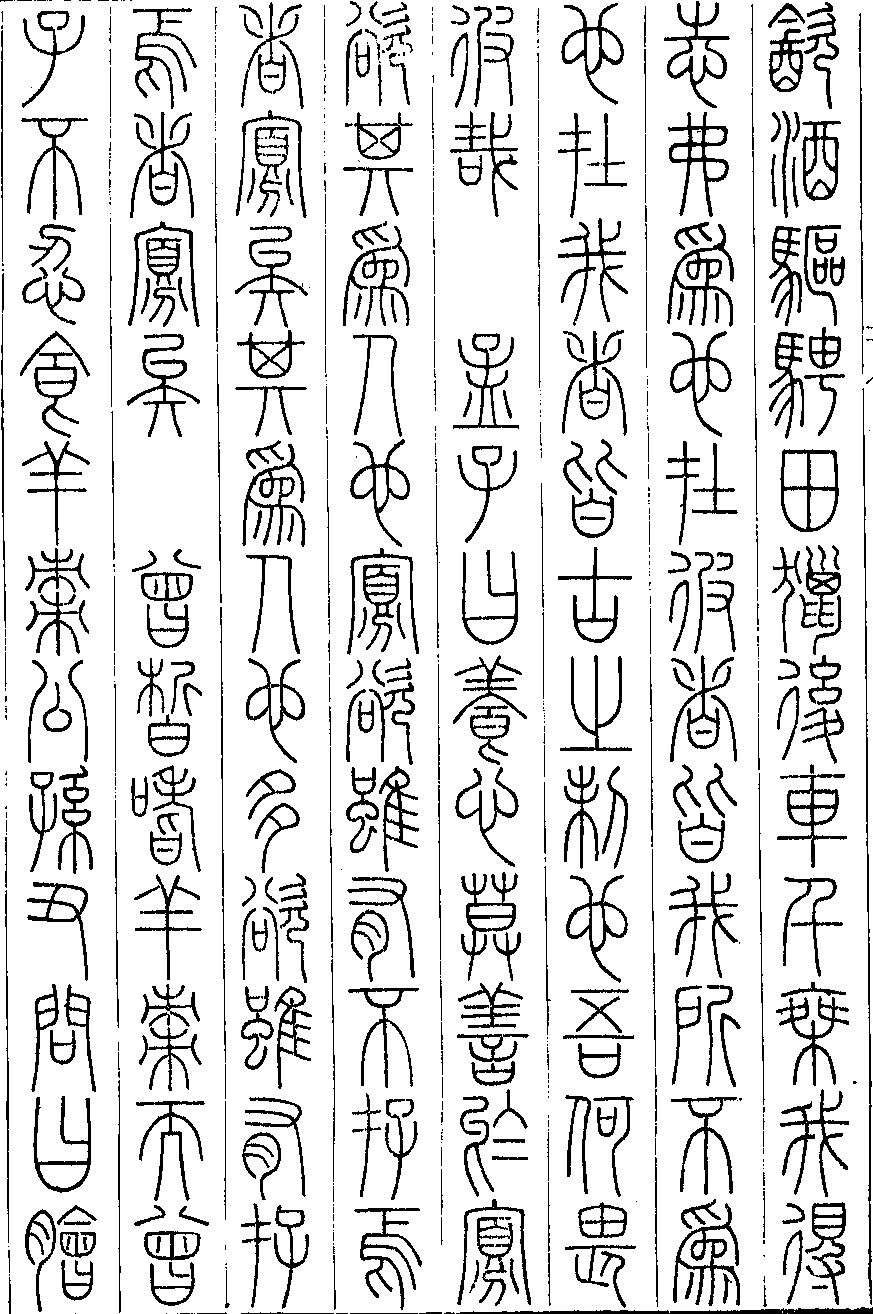 飲酒驅騁田獵後車千乘我得
志弗為也在彼者皆我所不為
也在我者皆古之制也吾何畏
彼哉 孟子曰養心莫善於寡
欲其為人也寡欲雖有不存焉
者寡矣其為人也多欲雖有存
焉者寡矣 曾晳嗜羊棗而曾
子不忍食羊棗公孫丑問曰膾